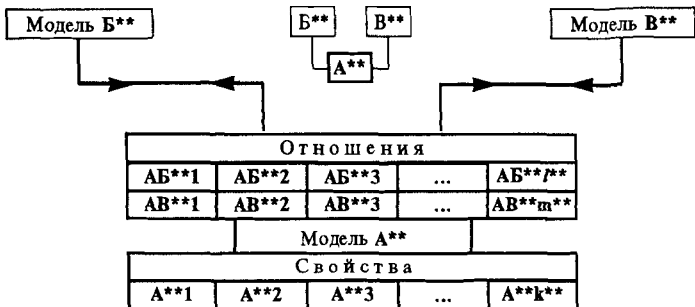 Модель Б** Б** В** Модель В**
А**
Отношения
АБ**1 АБ**2 АБ**3 ... АБ**l**
АВ**1 АВ**2 АВ**3 ... АВ**m**
Модель А**
Свойства
А**1 А**2 А**3 ... А**k**